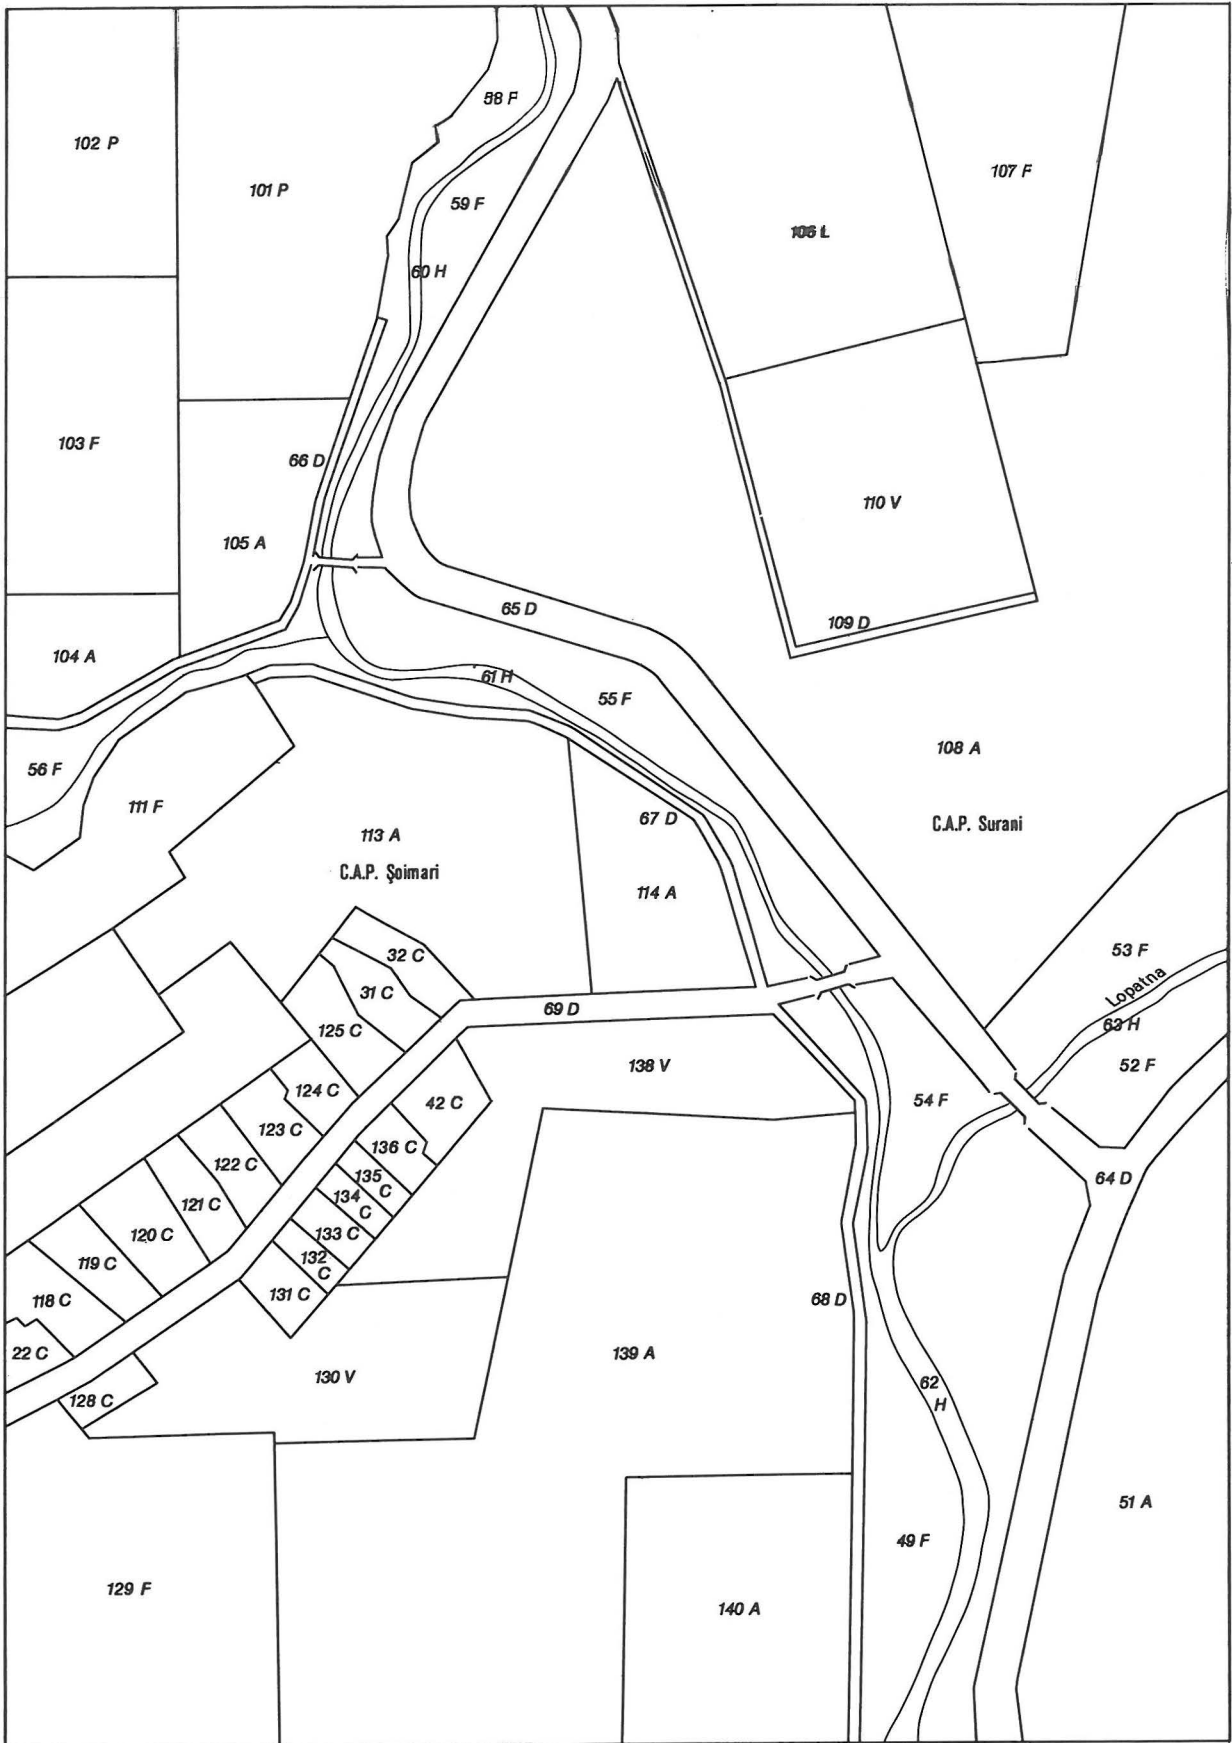 58 F
102 P
107 F
101 P
59 F
106 L
60 H
103 F
66 D
110 V
105 A
65 D
109 D
104 A
61 H
55 F
108 A
56 F
111 F
67 D
C.A.P. Surani
113 A
C.A.P. Şoimari
114 A
53 F
32 C
Lopatna
31 C
69 D
63 H
125 C
138 V
52 F
124 C
54 F
42 C
123 C
136 C
122 C
135 C
64 D
134 C
121 C
120 C
133 C
119 C
132 C
131 C
118 C
68 D
22 C
139 A
130 V
62 H
128 C
51 A
49 F
129 F
140 A